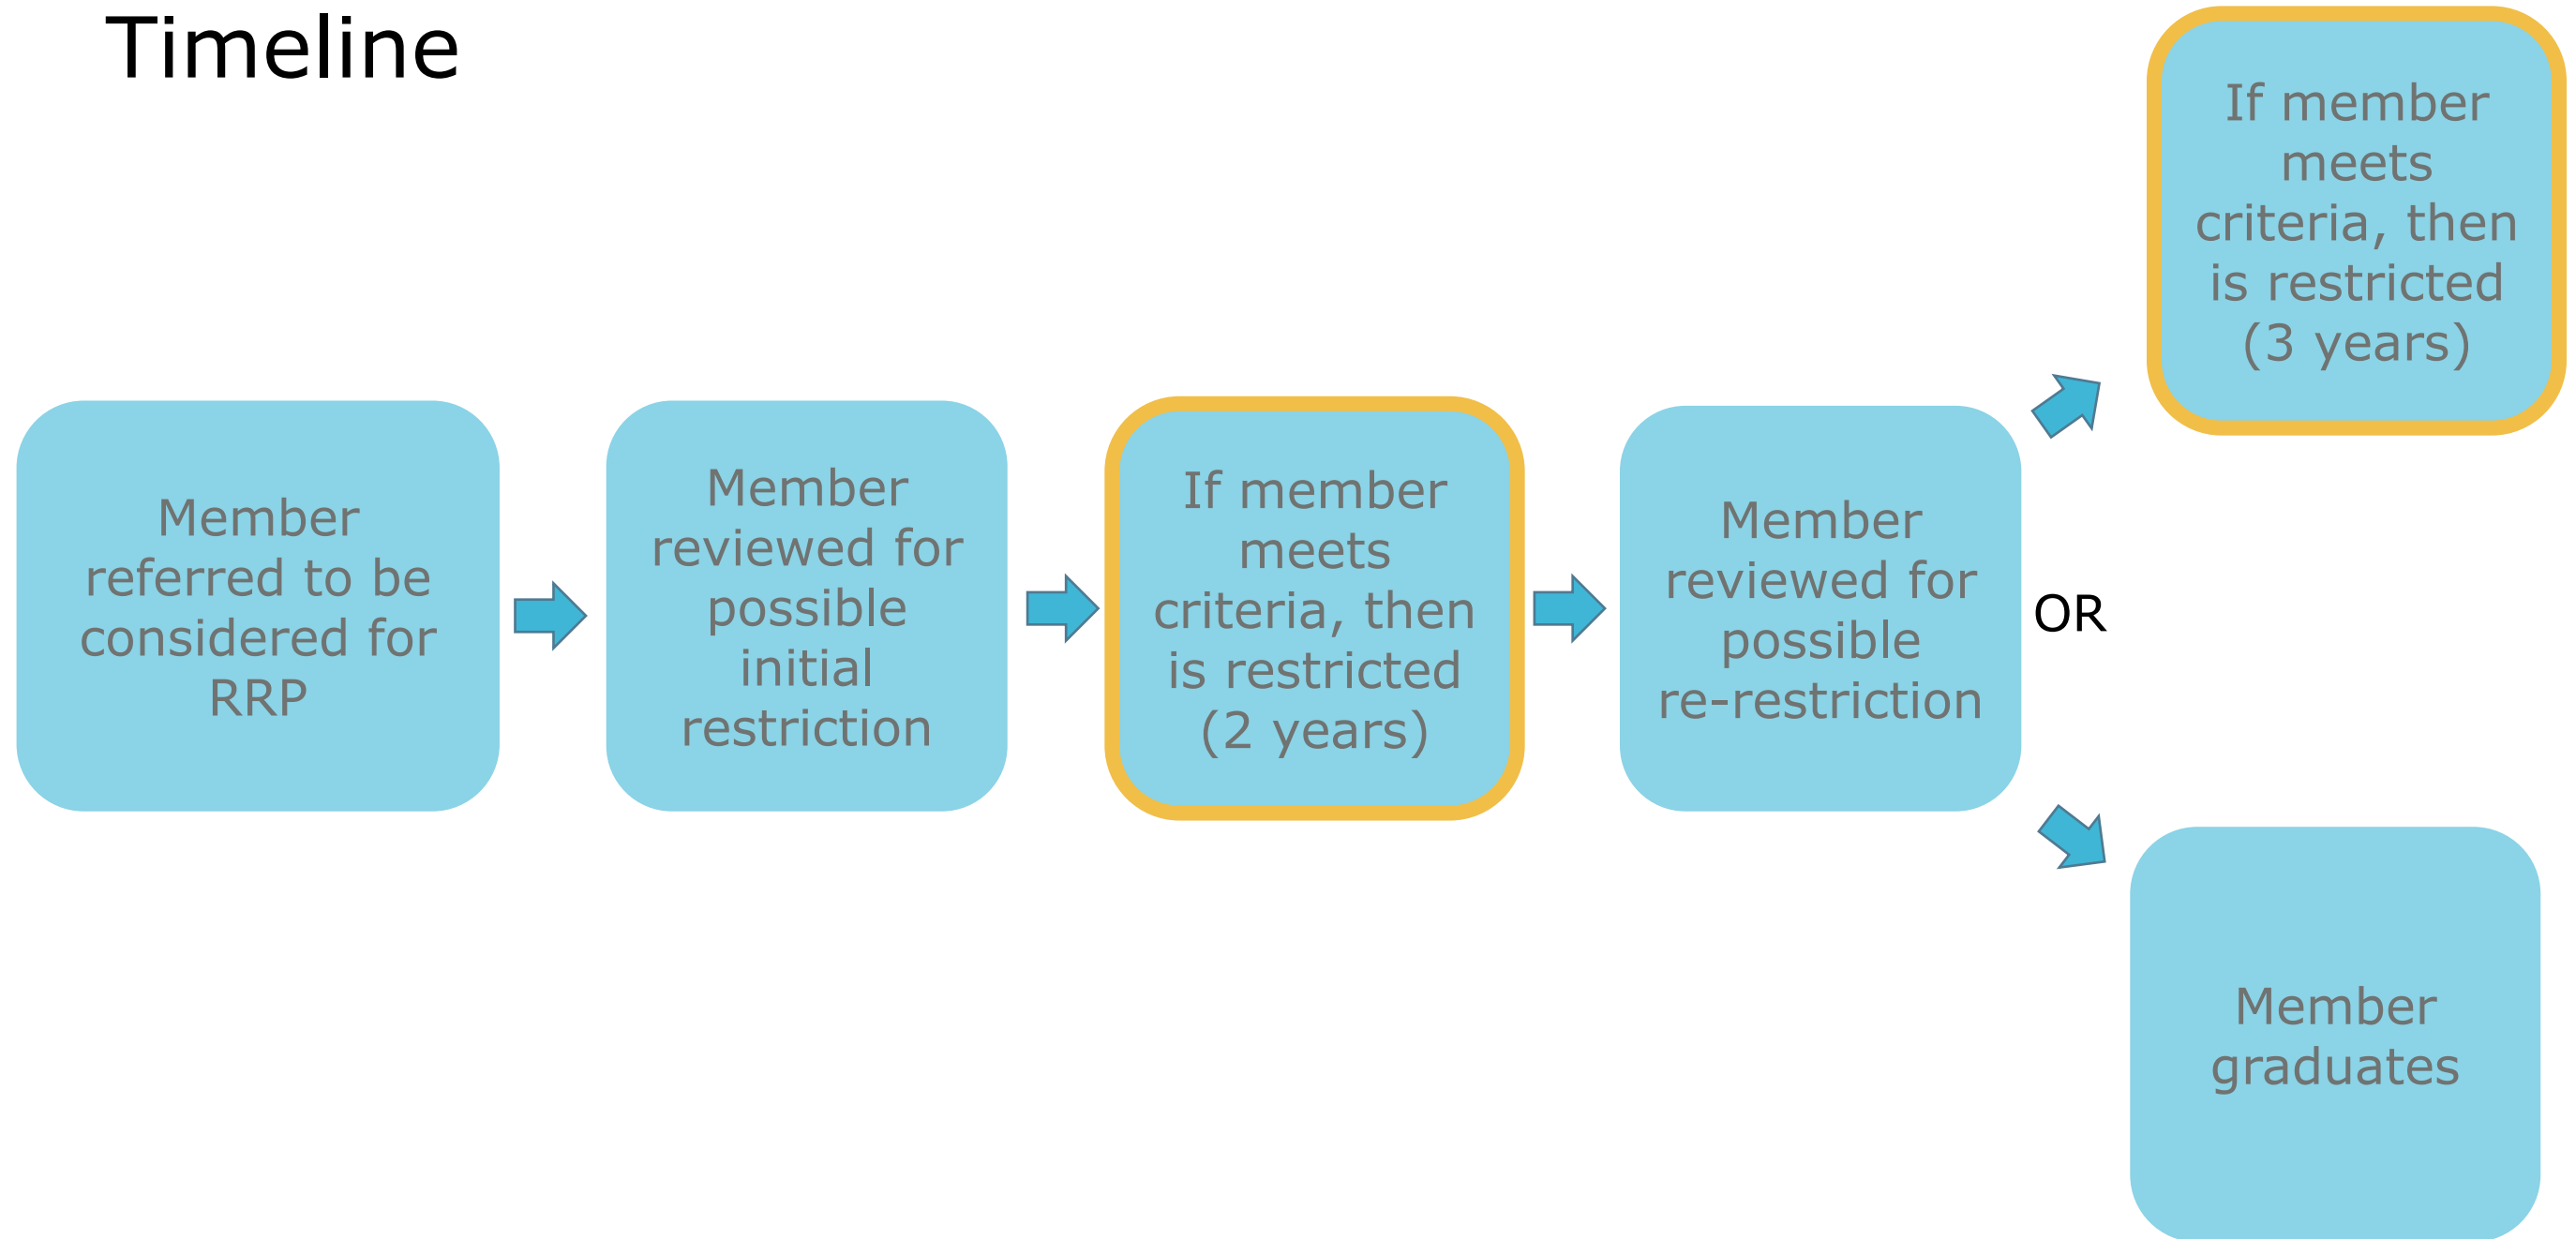 Timeline
Member
referred to be
considered for
RRP
Member
reviewed for
possible
initial
restriction
If member
meets
criteria, then
is restricted
(2 years)
Member
reviewed for
possible
re-restriction
If member
meets
criteria, then
is restricted
(3 years)
OR
Member
graduates